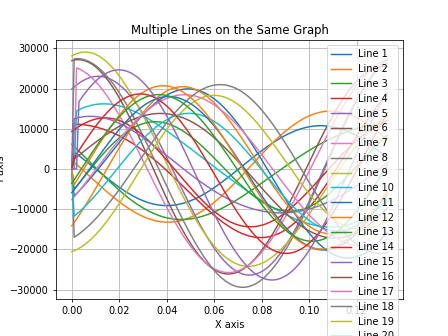 Multiple Lines on the Same Graph
30000
20000
10000
0
−10000
−20000
−30000
0.00
0.02
0.04
0.06
0.08
0.10
X axis
Line 1
Line 2
Line 3
Line 4
Line 5
Line 6
Line 7
Line 8
Line 9
Line 10
Line 11
Line 12
Line 13
Line 14
Line 15
Line 16
Line 17
Line 18
Line 19
Line 20